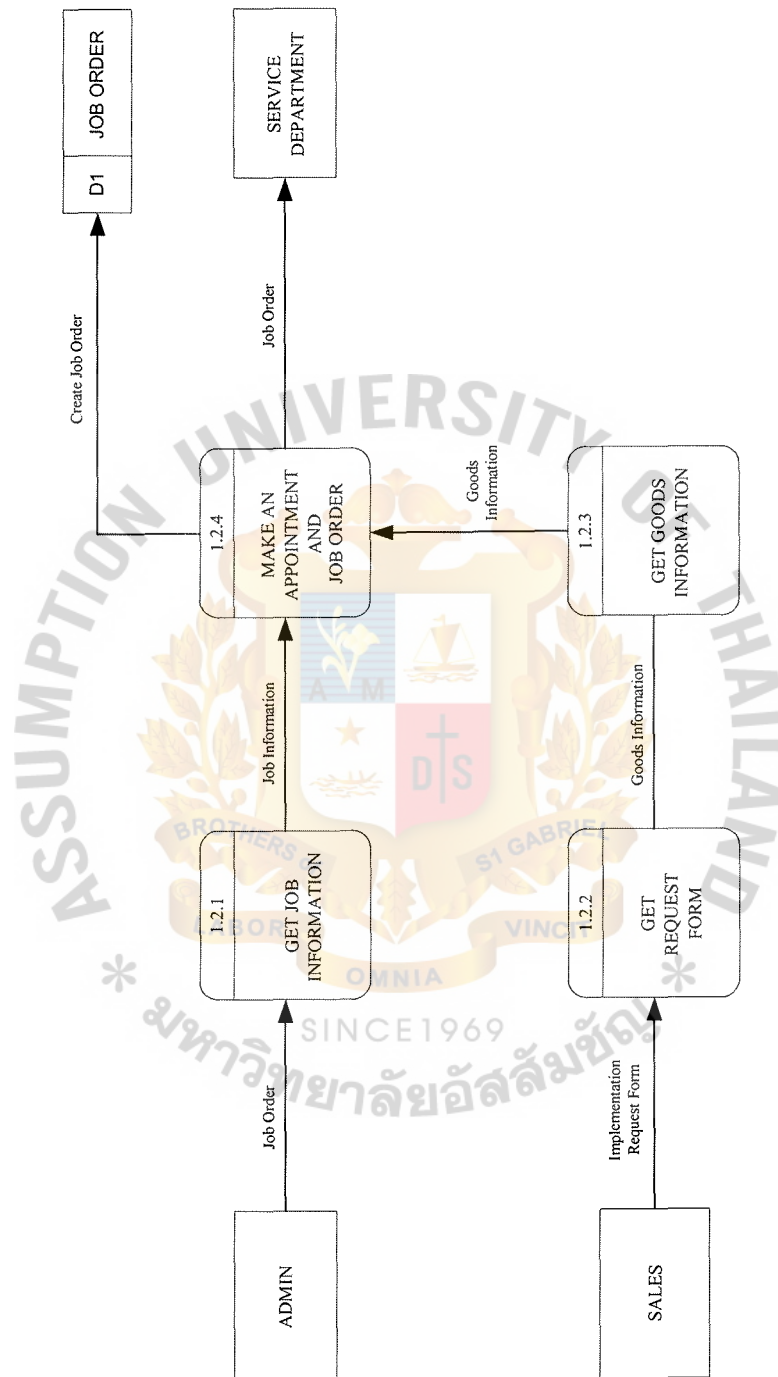 ADMIN
Job Order
1.2.1
GET JOB
INFORMATION
Job Information
1.2.4
MAKE AN
APPOINTMENT
AND
JOB ORDER
Create Job Order
D1
JOB ORDER
Job Order
SERVICE
DEPARTMENT
SALES
Implementation
Request Form
1.2.2
GET
REQUEST
FORM
Goods Information
1.2.3
GET GOODS
INFORMATION
Goods
Information
ASSUMPTION UNIVERSITY OF THAILAND
A M
D S
BROTHERS of
S1 GABRIEL
LABOR
OMNIA
VINCIT
SINCE1969
* มหาวิทยาลัยอัสสัมชัญ *